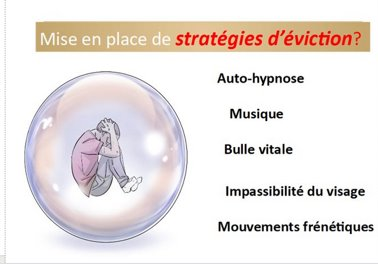 Mise en place de stratégies d’éviction?
Auto-hypnose
Musique
Bulle vitale
Impassibilité du visage
Mouvements frénétiques